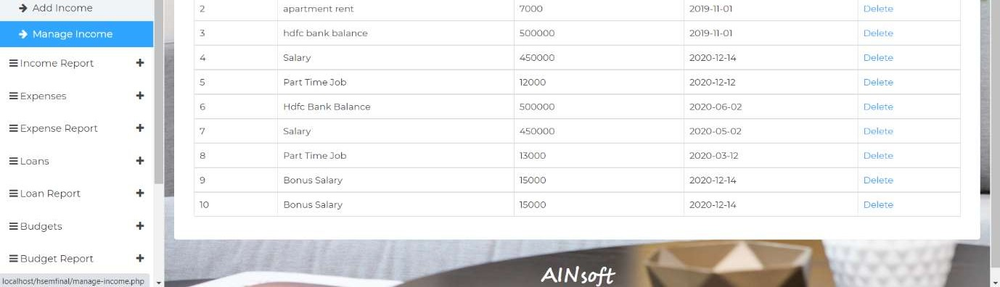 Add Income
Manage Income
Income Report
Expenses
Expense Report
Loans
Loan Report
Budgets
Budget Report
localhost/hsemfinal/manage-income.php
2 apartment rent 7000 2019-11-01 Delete
3 hdfc bank balance 500000 2019-11-01 Delete
4 Salary 450000 2020-12-14 Delete
5 Part Time Job 12000 2020-12-12 Delete
6 Hdfc Bank Balance 500000 2020-06-02 Delete
7 Salary 450000 2020-05-02 Delete
8 Part Time Job 13000 2020-03-12 Delete
9 Bonus Salary 15000 2020-12-14 Delete
10 Bonus Salary 15000 2020-12-14 Delete
AINsoft